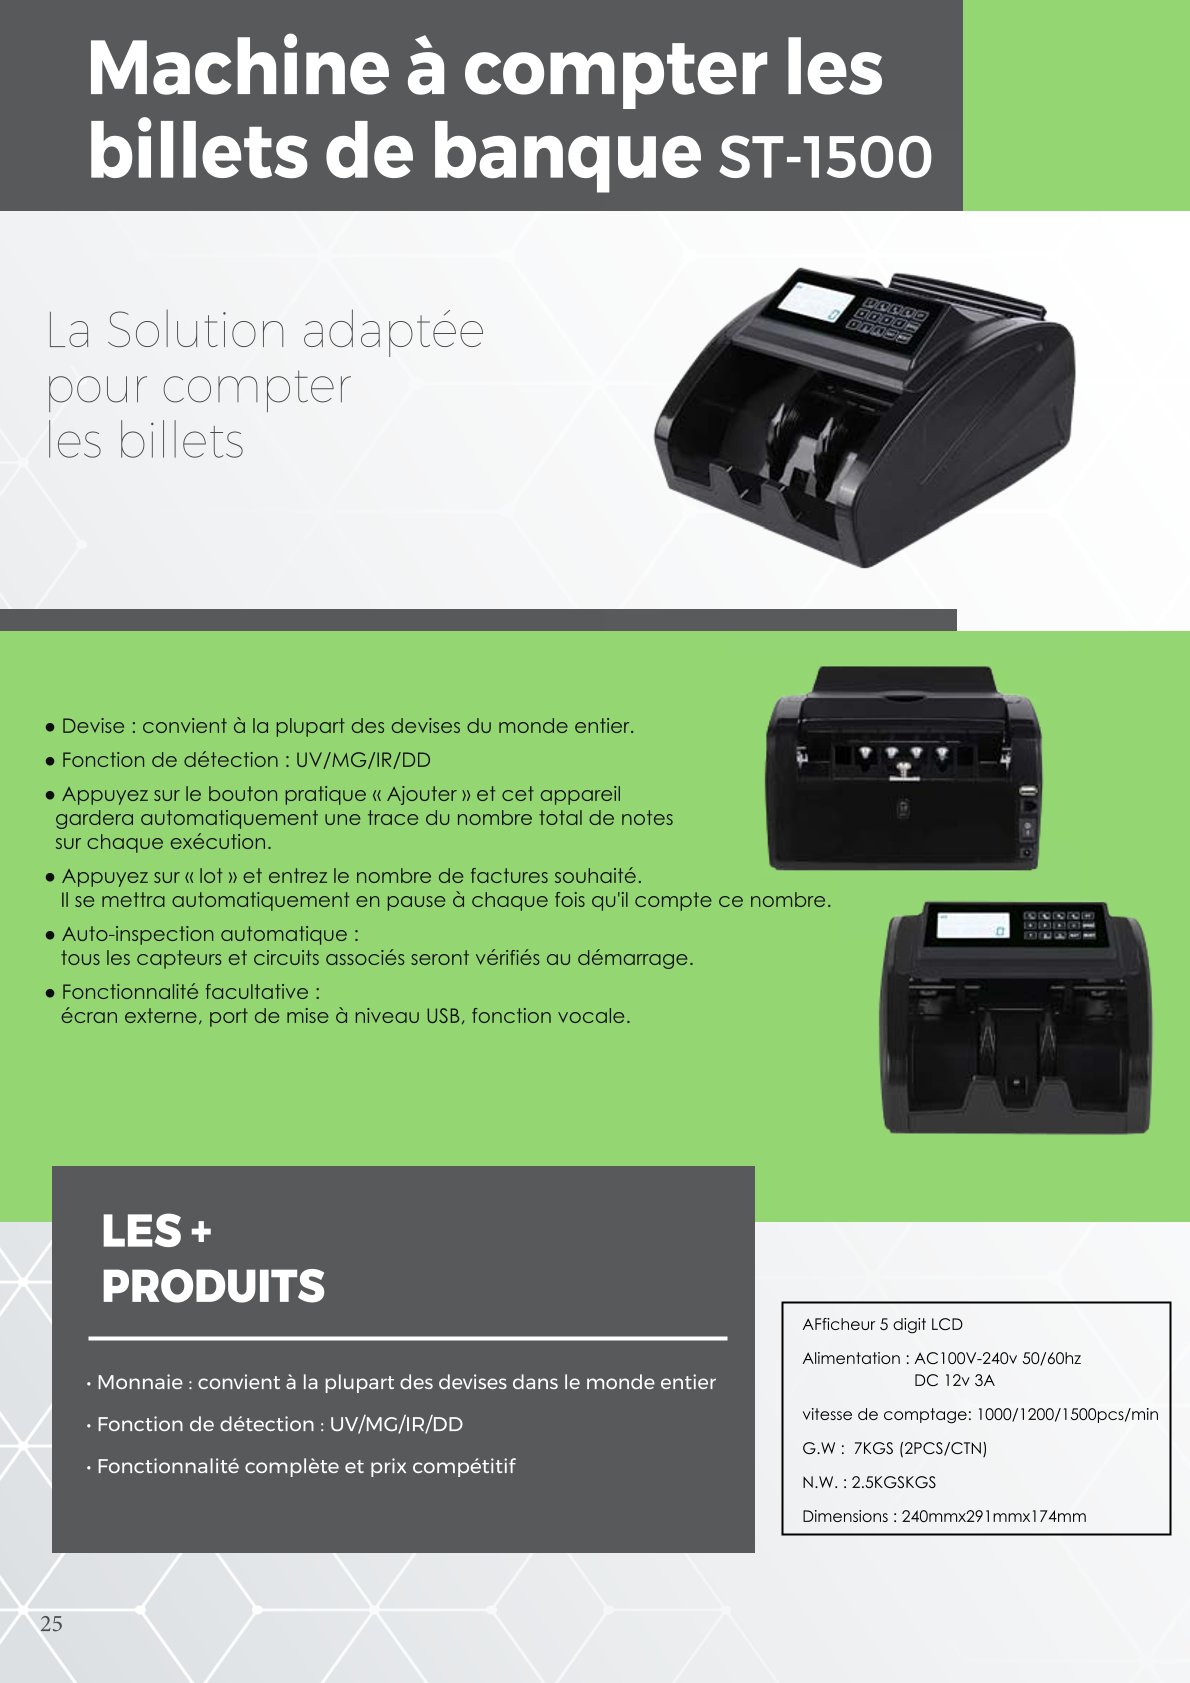 Machine à compter les
billets de banque ST-1500
La Solution adaptée
pour compter
les billets
● Devise : convient à la plupart des devises du monde entier.
● Fonction de détection : UV/MG/IR/DD
● Appuyez sur le bouton pratique « Ajouter » et cet appareil
gardera automatiquement une trace du nombre total de notes
sur chaque exécution.
● Appuyez sur « lot » et entrez le nombre de factures souhaité.
Il se mettra automatiquement en pause à chaque fois qu'il compte ce nombre.
● Auto-inspection automatique :
tous les capteurs et circuits associés seront vérifiés au démarrage.
● Fonctionnalité facultative :
écran externe, port de mise à niveau USB, fonction vocale.
LES +
PRODUITS
• Monnaie : convient à la plupart des devises dans le monde entier
• Fonction de détection : UV/MG/IR/DD
• Fonctionnalité complète et prix compétitif
AFficheur 5 digit LCD
Alimentation : AC100V-240v 50/60hz
DC 12v 3A
vitesse de comptage: 1000/1200/1500pcs/min
G.W : 7KGS (2PCS/CTN)
N.W. : 2.5KGSKGS
Dimensions : 240mmx291mmx174mm
25